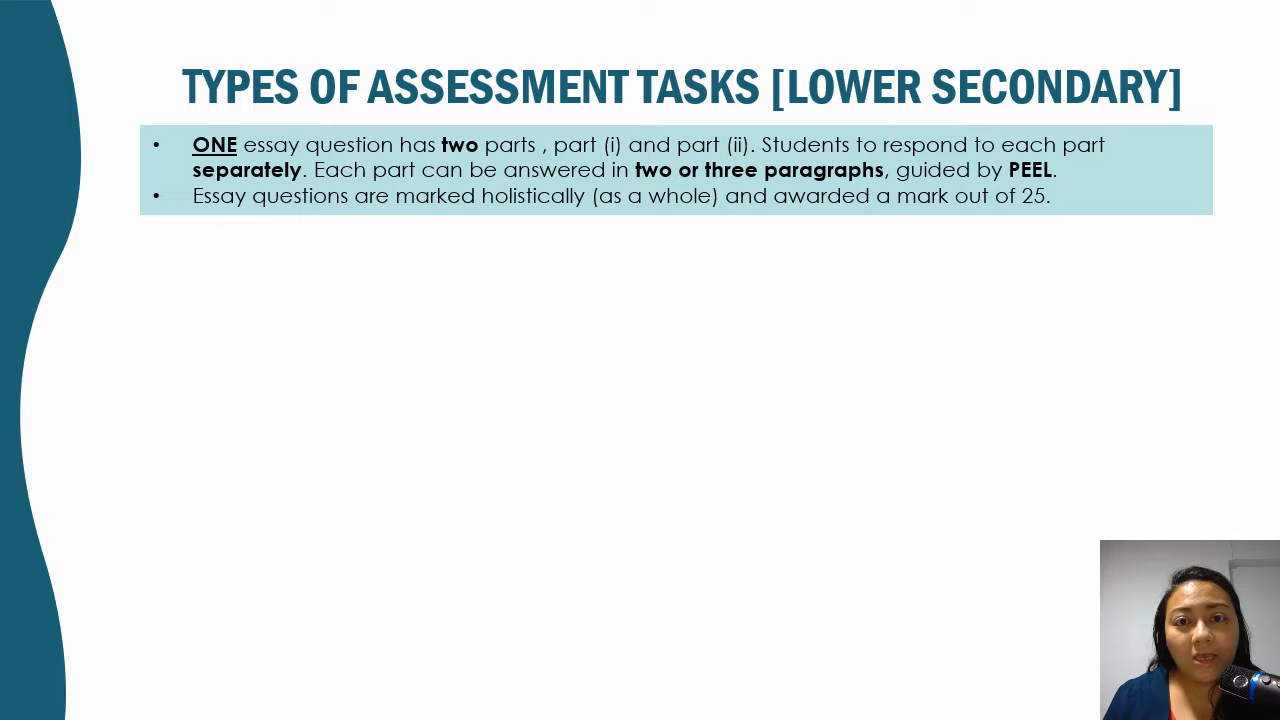 TYPES OF ASSESSMENT TASKS [LOWER SECONDARY]
• ONE essay question has two parts , part (i) and part (ii). Students to respond to each part
separately. Each part can be answered in two or three paragraphs, guided by PEEL.
• Essay questions are marked holistically (as a whole) and awarded a mark out of 25.